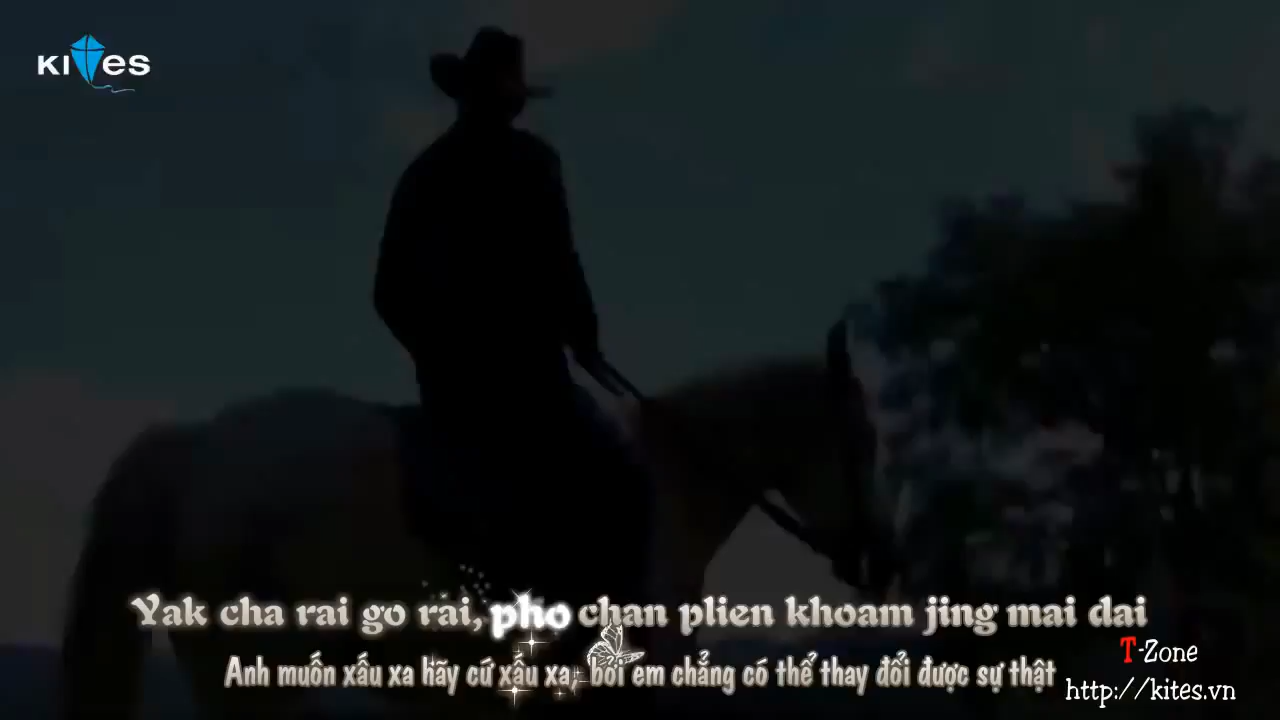 KITES
Yak cha rai go rai, pho chan plien khoam jing mai dai
Anh muốn xấu xa hãy cứ xấu xa, bởi em chẳng có thể thay đổi được sự thật
T-Zone
http://kites.vn